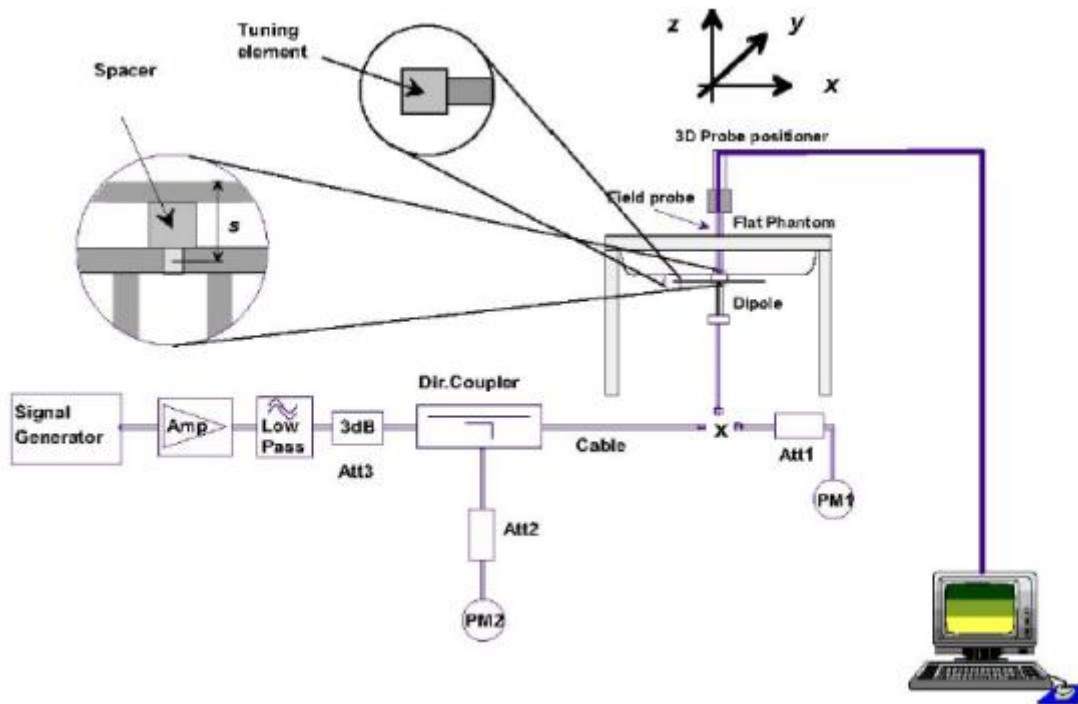 Tuning
element
Spacer
s
z
y
x
3D Probe positioner
Field probe
Flat Phantom
Dipole
Dir.Coupler
Signal
Generator
Amp
Low
Pass
3dB
Att3
Cable
X
Att1
PM1
Att2
PM2